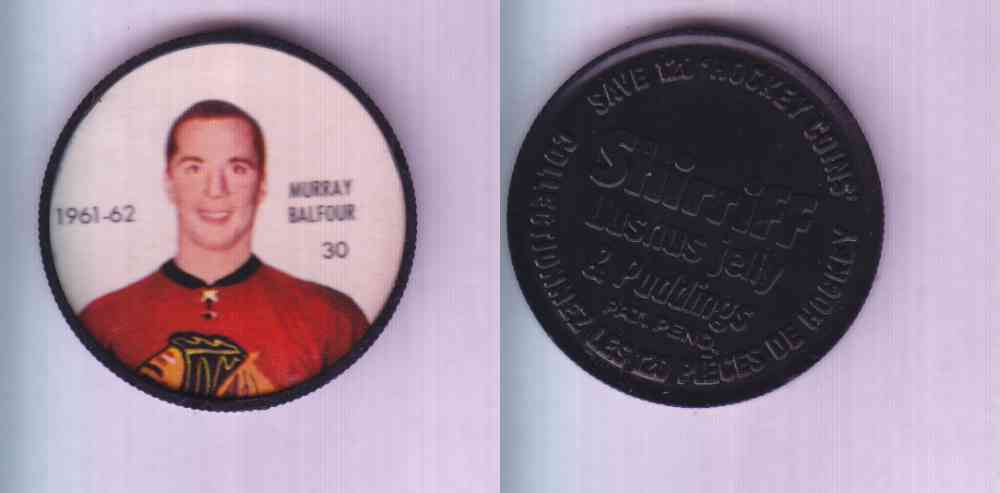 1961-62
MURRAY
BALFOUR
30
SAVE 120 "HOCKEY COINS"
Shirriff
Lushus Jelly
& Puddings
PAT. PEND.
COLLECTIONNEZ LES 120 PIÈCES DE HOCKEY